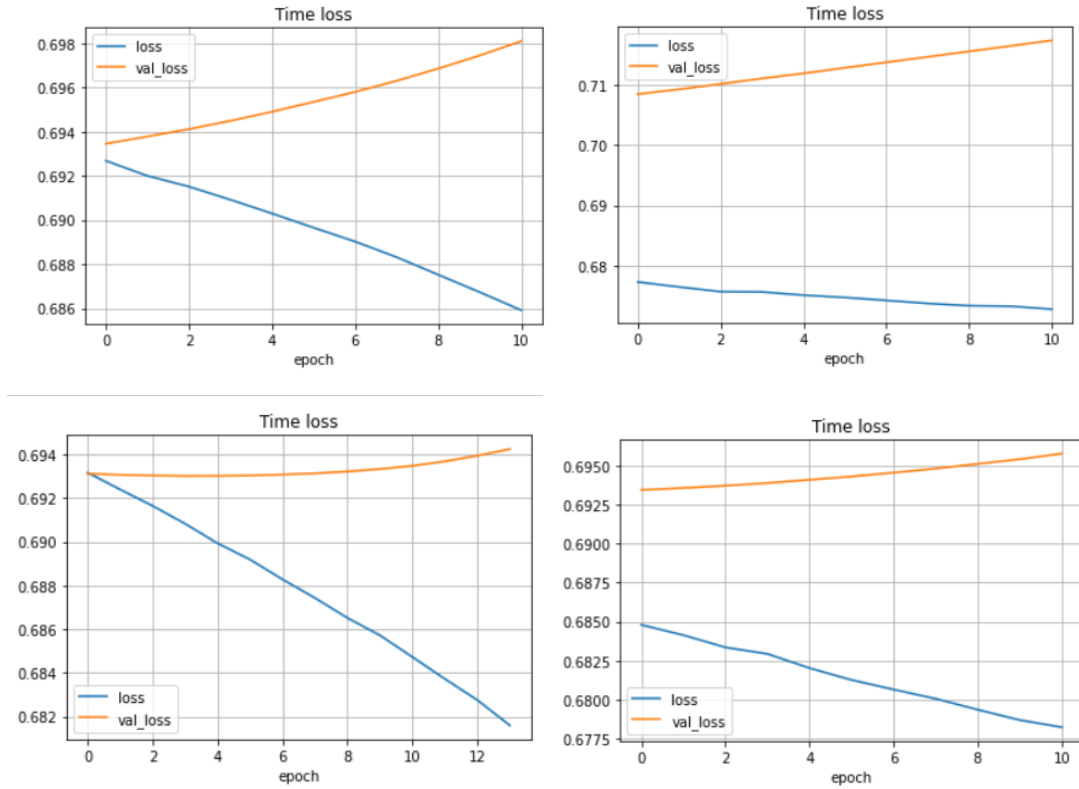 Time loss
loss
val_loss
0.698
0.696
0.694
0.692
0.690
0.688
0.686
0 2 4 6 8 10
epoch
Time loss
loss
val_loss
0.71
0.70
0.69
0.68
0 2 4 6 8 10
epoch
Time loss
0.694
0.692
0.690
0.688
0.686
0.684
0.682
loss
val_loss
0 2 4 6 8 10 12
epoch
Time loss
0.6950
0.6925
0.6900
0.6875
0.6850
0.6825
0.6800
0.6775
loss
val_loss
0 2 4 6 8 10
epoch